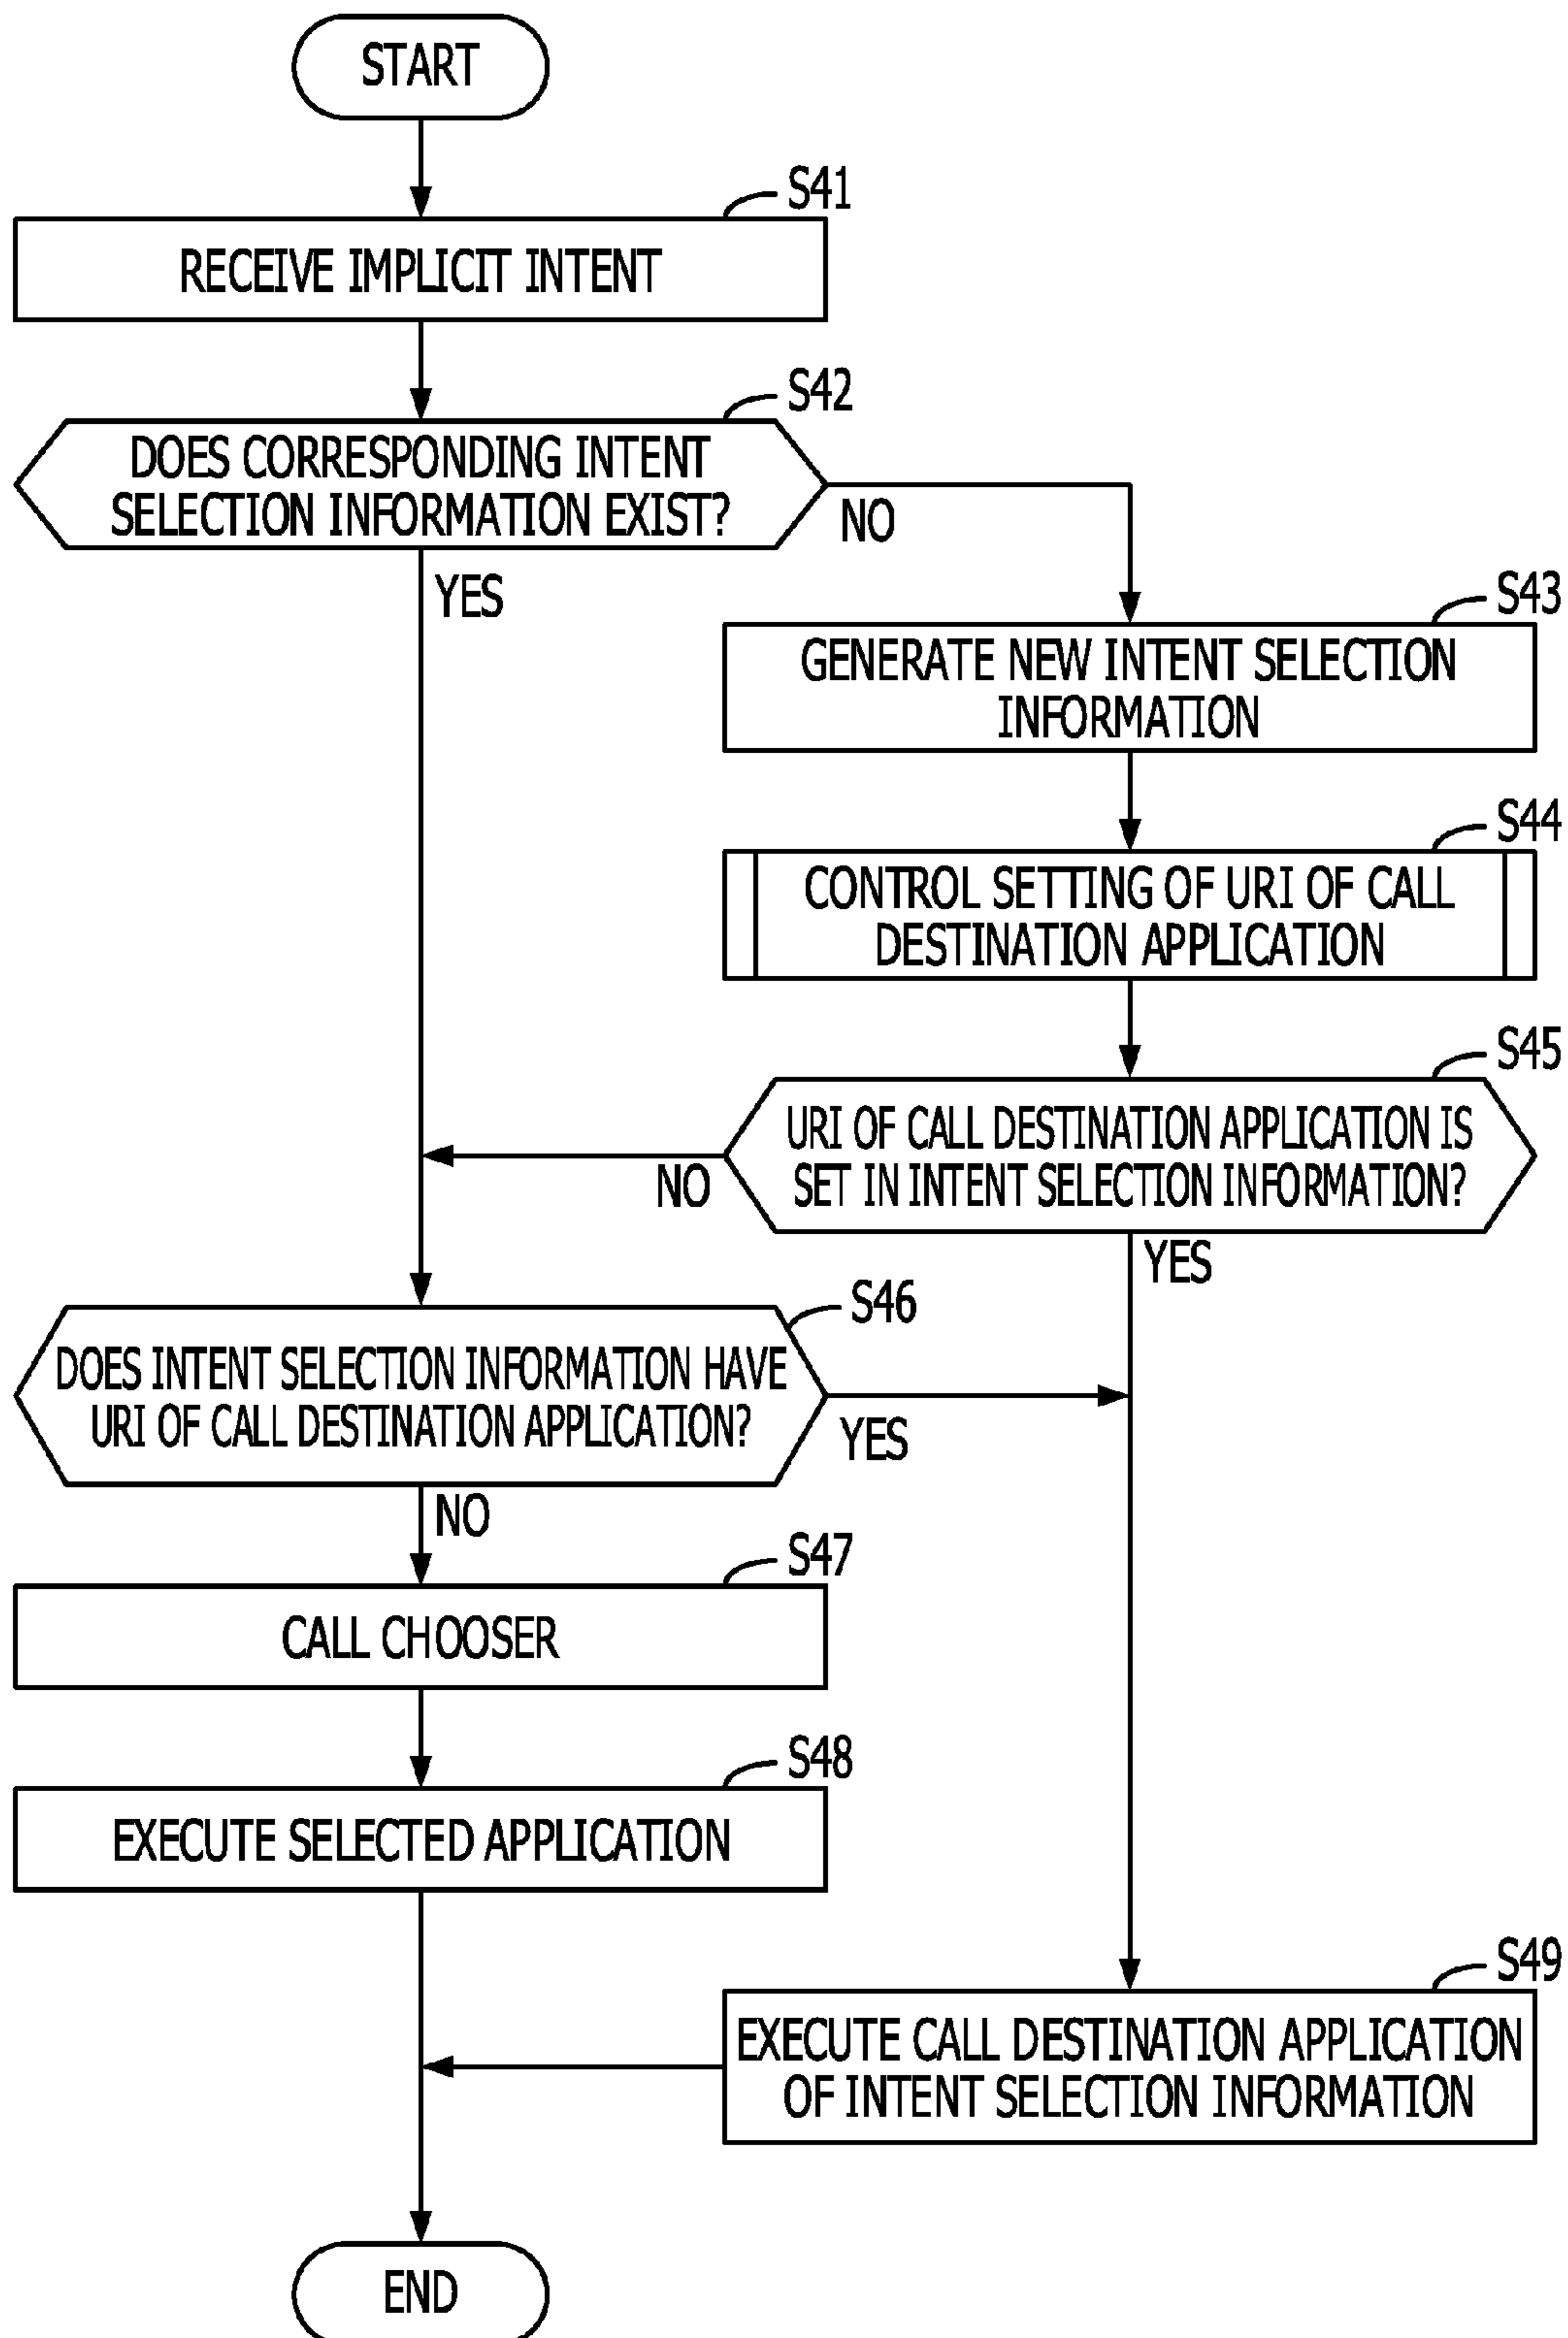 START
S41
RECEIVE IMPLICIT INTENT
S42
DOES CORRESPONDING INTENT
SELECTION INFORMATION EXIST?
NO
YES
S43
GENERATE NEW INTENT SELECTION
INFORMATION
S44
CONTROL SETTING OF URI OF CALL
DESTINATION APPLICATION
S45
URI OF CALL DESTINATION APPLICATION IS
SET IN INTENT SELECTION INFORMATION?
NO
YES
S46
DOES INTENT SELECTION INFORMATION HAVE
URI OF CALL DESTINATION APPLICATION?
YES
NO
S47
CALL CHOOSER
S48
EXECUTE SELECTED APPLICATION
S49
EXECUTE CALL DESTINATION APPLICATION
OF INTENT SELECTION INFORMATION
END